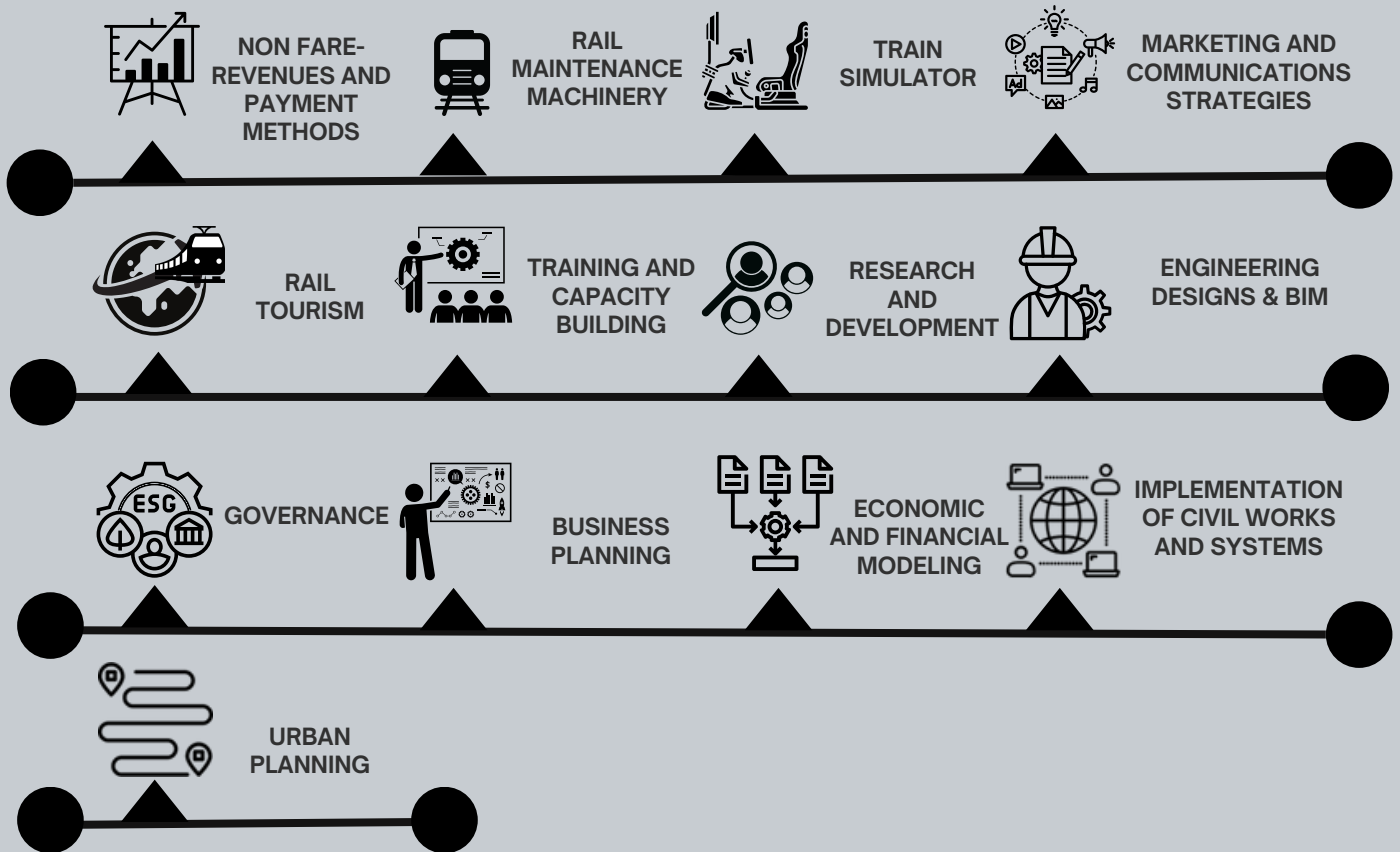 NON FARE-
REVENUES AND
PAYMENT
METHODS
RAIL
MAINTENANCE
MACHINERY
TRAIN
SIMULATOR
Ad
MARKETING AND
COMMUNICATIONS
STRATEGIES
RAIL
TOURISM
TRAINING AND
CAPACITY
BUILDING
RESEARCH
AND
DEVELOPMENT
ENGINEERING
DESIGNS & BIM
ESG
GOVERNANCE
BUSINESS
PLANNING
ECONOMIC
AND FINANCIAL
MODELING
IMPLEMENTATION
OF CIVIL WORKS
AND SYSTEMS
URBAN
PLANNING